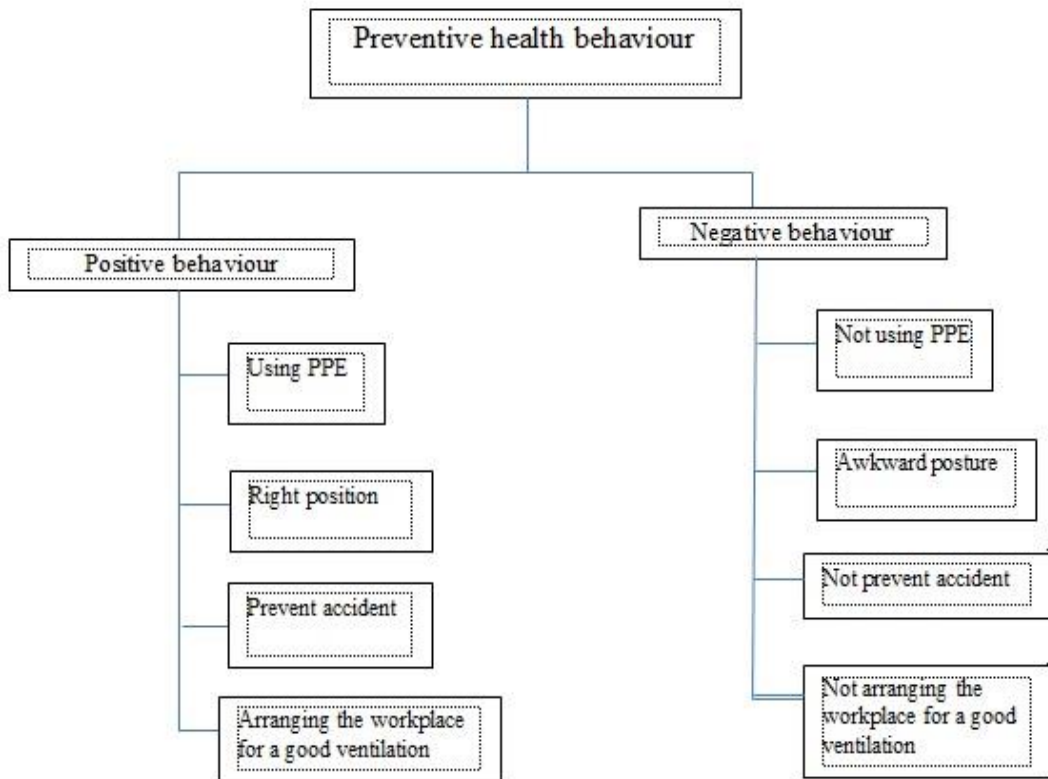 Preventive health behaviour
Positive behaviour
Using PPE
Right position
Prevent accident
Arranging the workplace
for a good ventilation
Negative behaviour
Not using PPE
Awkward posture
Not prevent accident
Not arranging the
workplace for a good
ventilation